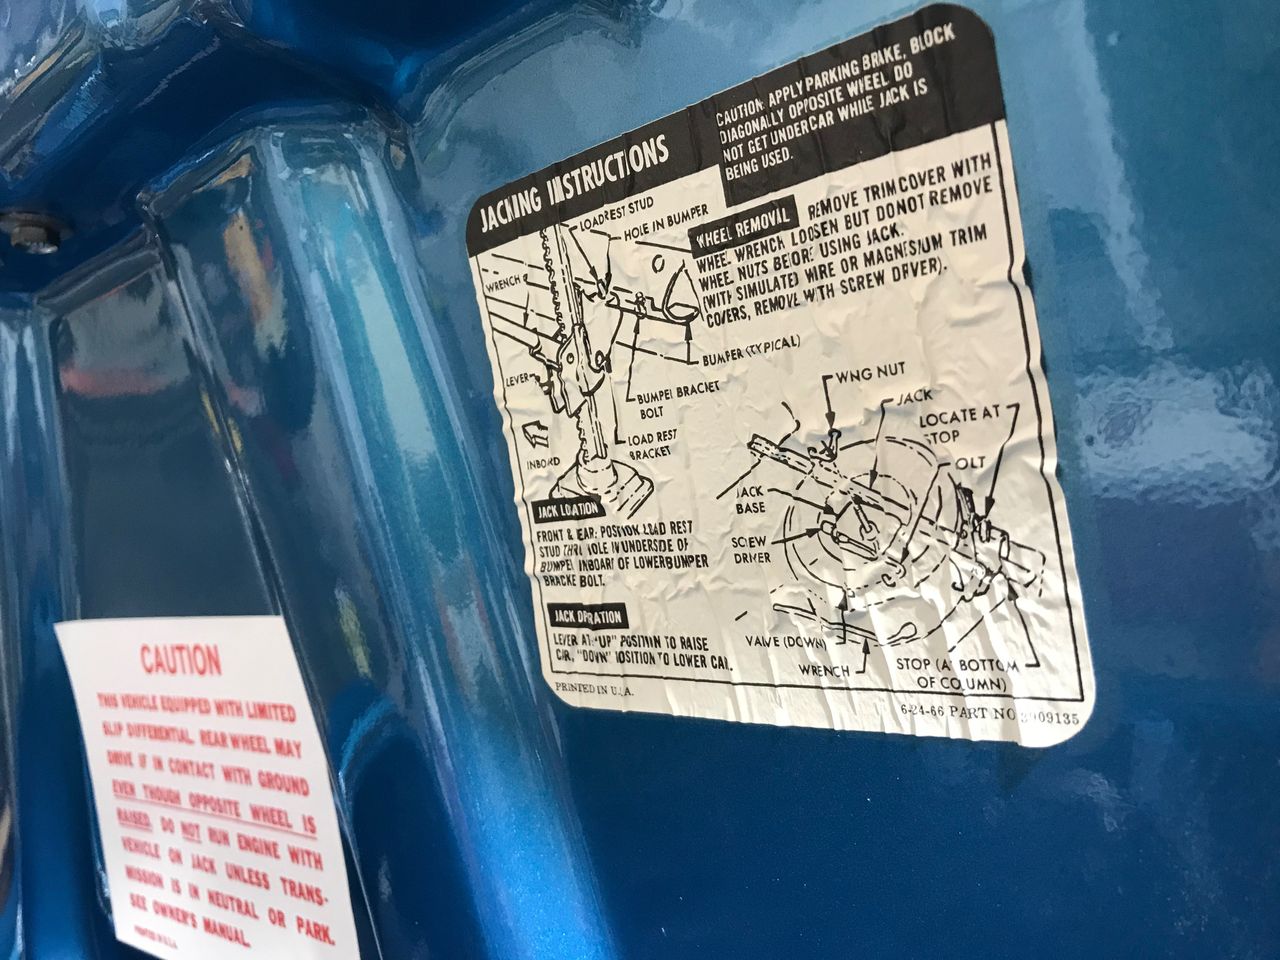 JACKING INSTRUCTIONS
CAUTION: APPLY PARKING BRAKE, BLOCK
DIAGONALLY OPPOSITE WHEEL DO
NOT GET UNDER CAR WHILE JACK IS
BEING USED.
WHEEL REMOVAL REMOVE TRIM COVER WITH
WHEEL WRENCH LOOSEN BUT DO NOT REMOVE
WHEEL NUTS BEFORE USING JACK.
(WITH SIMULATED WIRE OR MAGNESIUM TRIM
COVERS, REMOVE WITH SCREW DRIVER).
LOAD REST STUD
HOLE IN BUMPER
WRENCH
LEVER
BUMPER (TYPICAL)
BUMPER BRACKET
BOLT
LOAD REST
BRACKET
INBOARD
JACK LOCATION
FRONT & REAR: POSITION LOAD REST
STUD THRU HOLE IN UNDERSIDE OF
BUMPER INBOARD OF LOWER BUMPER
BRACKET BOLT.
JACK OPERATION
LEVER AT "UP" POSITION TO RAISE
CAR, "DOWN" POSITION TO LOWER CAR.
WING NUT
JACK
LOCATE AT
STOP
BOLT
JACK
BASE
SCREW
DRIVER
VALVE (DOWN)
WRENCH
STOP (AT BOTTOM
OF COLUMN)
PRINTED IN U.S.A.
6-24-66 PART NO 3909135
CAUTION
THIS VEHICLE EQUIPPED WITH LIMITED
SLIP DIFFERENTIAL REAR WHEEL MAY
DRIVE IF IN CONTACT WITH GROUND
EVEN THOUGH OPPOSITE WHEEL IS
RAISED. DO NOT RUN ENGINE WITH
VEHICLE ON JACK UNLESS TRANS-
MISSION IS IN NEUTRAL OR PARK.
SEE OWNER'S MANUAL.
PRINTED IN U.S.A.